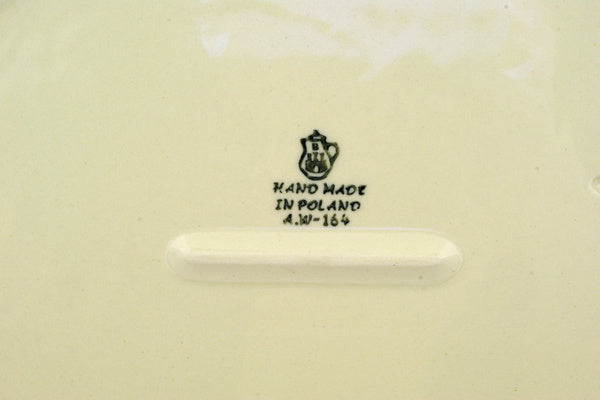 B
HAND MADE
IN POLAND
A.W-164